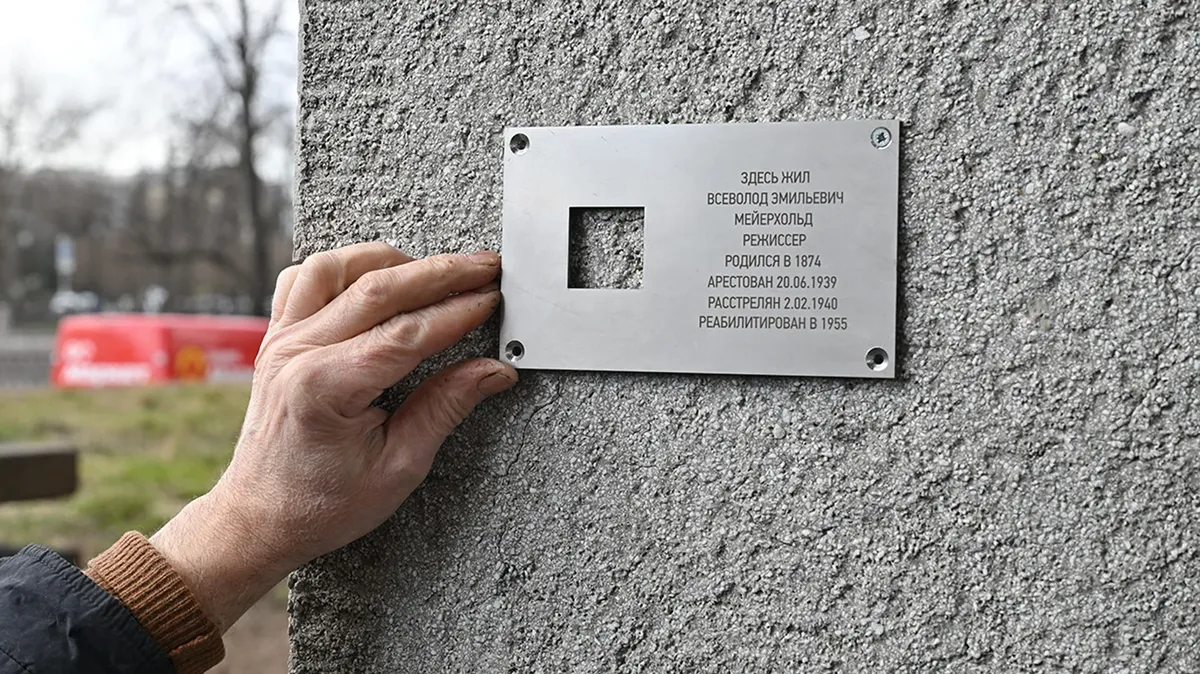 ЗДЕСЬ ЖИЛ
ВСЕВОЛОД ЭМИЛЬЕВИЧ
МЕЙЕРХОЛЬД
РЕЖИССЕР
РОДИЛСЯ В 1874
АРЕСТОВАН 20.06.1939
РАССТРЕЛЯН 2.02.1940
РЕАБИЛИТИРОВАН В 1955